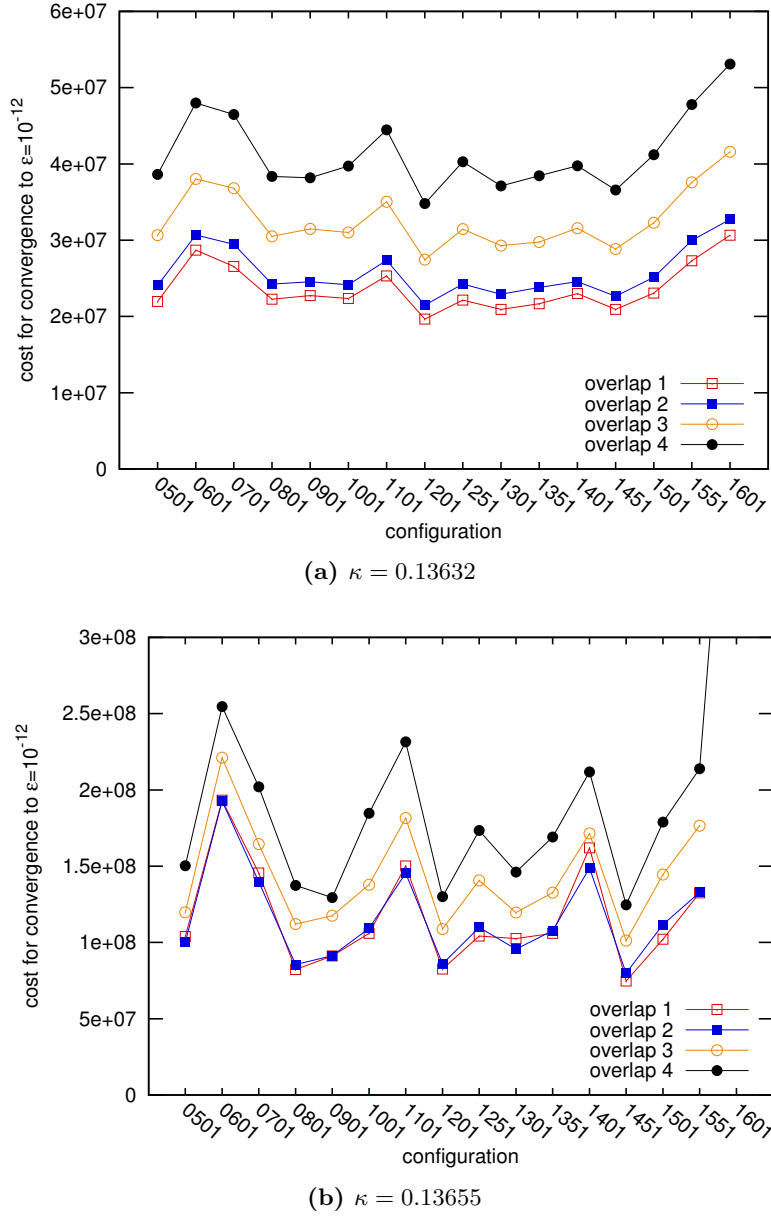 6e+07
5e+07
4e+07
3e+07
2e+07
1e+07
0
cost for convergence to ε=10⁻¹²
overlap 1
overlap 2
overlap 3
overlap 4
0501 0601 0701 0801 0901 1001 1101 1201 1251 1301 1351 1401 1451 1501 1551 1601
configuration
(a) κ = 0.13632
3e+08
2.5e+08
2e+08
1.5e+08
1e+08
5e+07
0
cost for convergence to ε=10⁻¹²
overlap 1
overlap 2
overlap 3
overlap 4
0501 0601 0701 0801 0901 1001 1101 1201 1251 1301 1351 1401 1451 1501 1551 1601
configuration
(b) κ = 0.13655